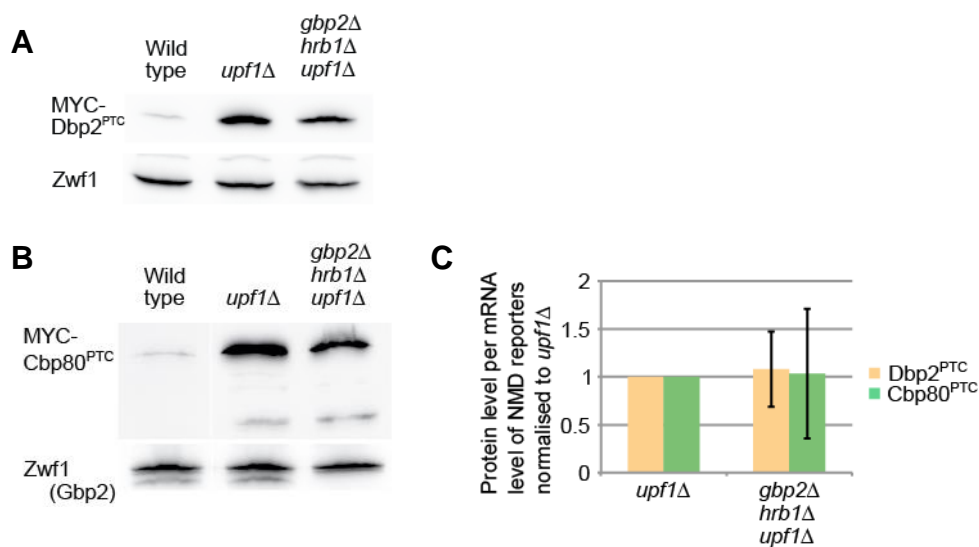 A
Wild
type
upf1Δ
gbp2Δ
hrb1Δ
upf1Δ
MYC-
Dbp2PTC
Zwf1
B
Wild
type
upf1Δ
gbp2Δ
hrb1Δ
upf1Δ
MYC-
Cbp80PTC
Zwf1
(Gbp2)
C
Protein level per mRNA
level of NMD reporters
normalised to upf1Δ
2
1.5
1
0.5
0
upf1Δ
gbp2Δ
hrb1Δ
upf1Δ
Dbp2PTC
Cbp80PTC